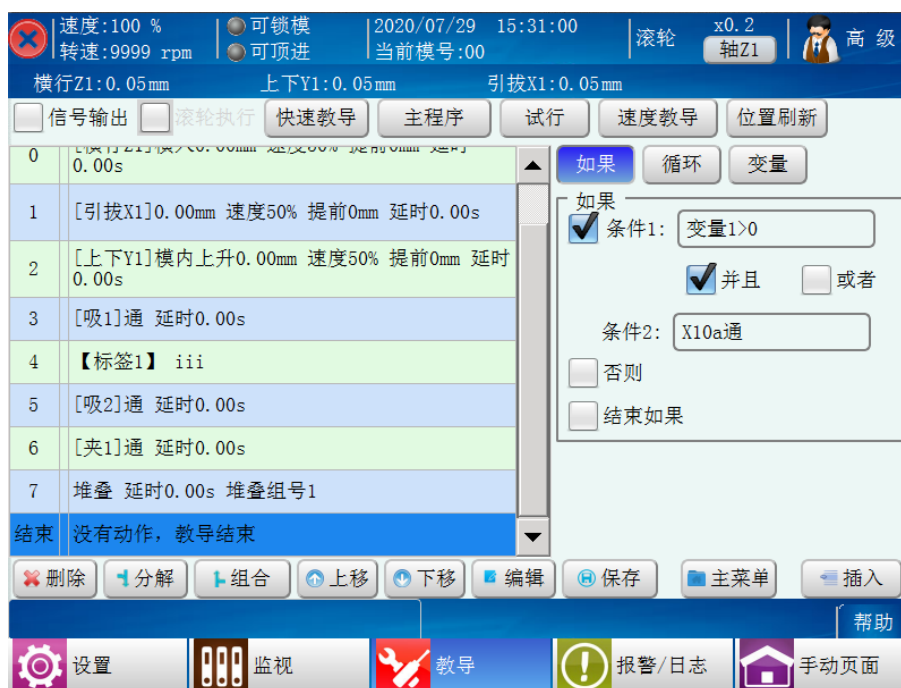 速度:100 % 可锁模 2020/07/29 15:31:00 滚轮 x0.2 高 级
转速:9999 rpm 可顶进 当前模号:00 轴Z1
横行Z1:0.05mm 上下Y1:0.05mm 引拔X1:0.05mm
信号输出 滚轮执行 快速教导 主程序 试行 速度教导 位置刷新
0
0.00s
1 [引拔X1]0.00mm 速度50% 提前0mm 延时0.00s
2 [上下Y1]模内上升0.00mm 速度50% 提前0mm 延时
0.00s
3 [吸1]通 延时0.00s
4 【标签1】 iii
5 [吸2]通 延时0.00s
6 [夹1]通 延时0.00s
7 堆叠 延时0.00s 堆叠组号1
结束 没有动作，教导结束
如果 循环 变量
如果
条件1: 变量1>0
并且 或者
条件2: X10a通
否则
结束如果
删除 分解 组合 上移 下移 编辑 保存 主菜单 插入
帮助
设置 监视 教导 报警/日志 手动页面